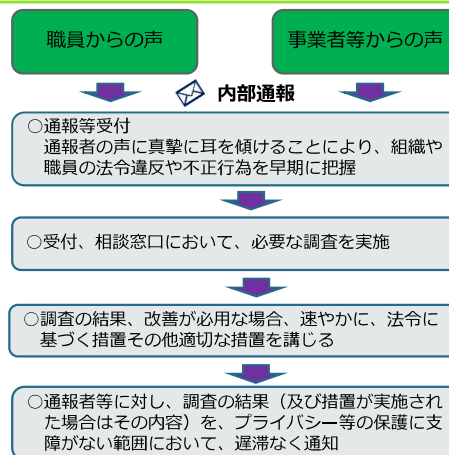 職員からの声
事業者等からの声
内部通報
○通報等受付
通報者の声に真摯に耳を傾けることにより、組織や
職員の法令違反や不正行為を早期に把握
○受付、相談窓口において、必要な調査を実施
○調査の結果、改善が必要な場合、速やかに、法令に
基づく措置その他適切な措置を講じる
○通報者等に対し、調査の結果（及び措置が実施され
た場合はその内容）を、プライバシー等の保護に支
障がない範囲において、遅滞なく通知